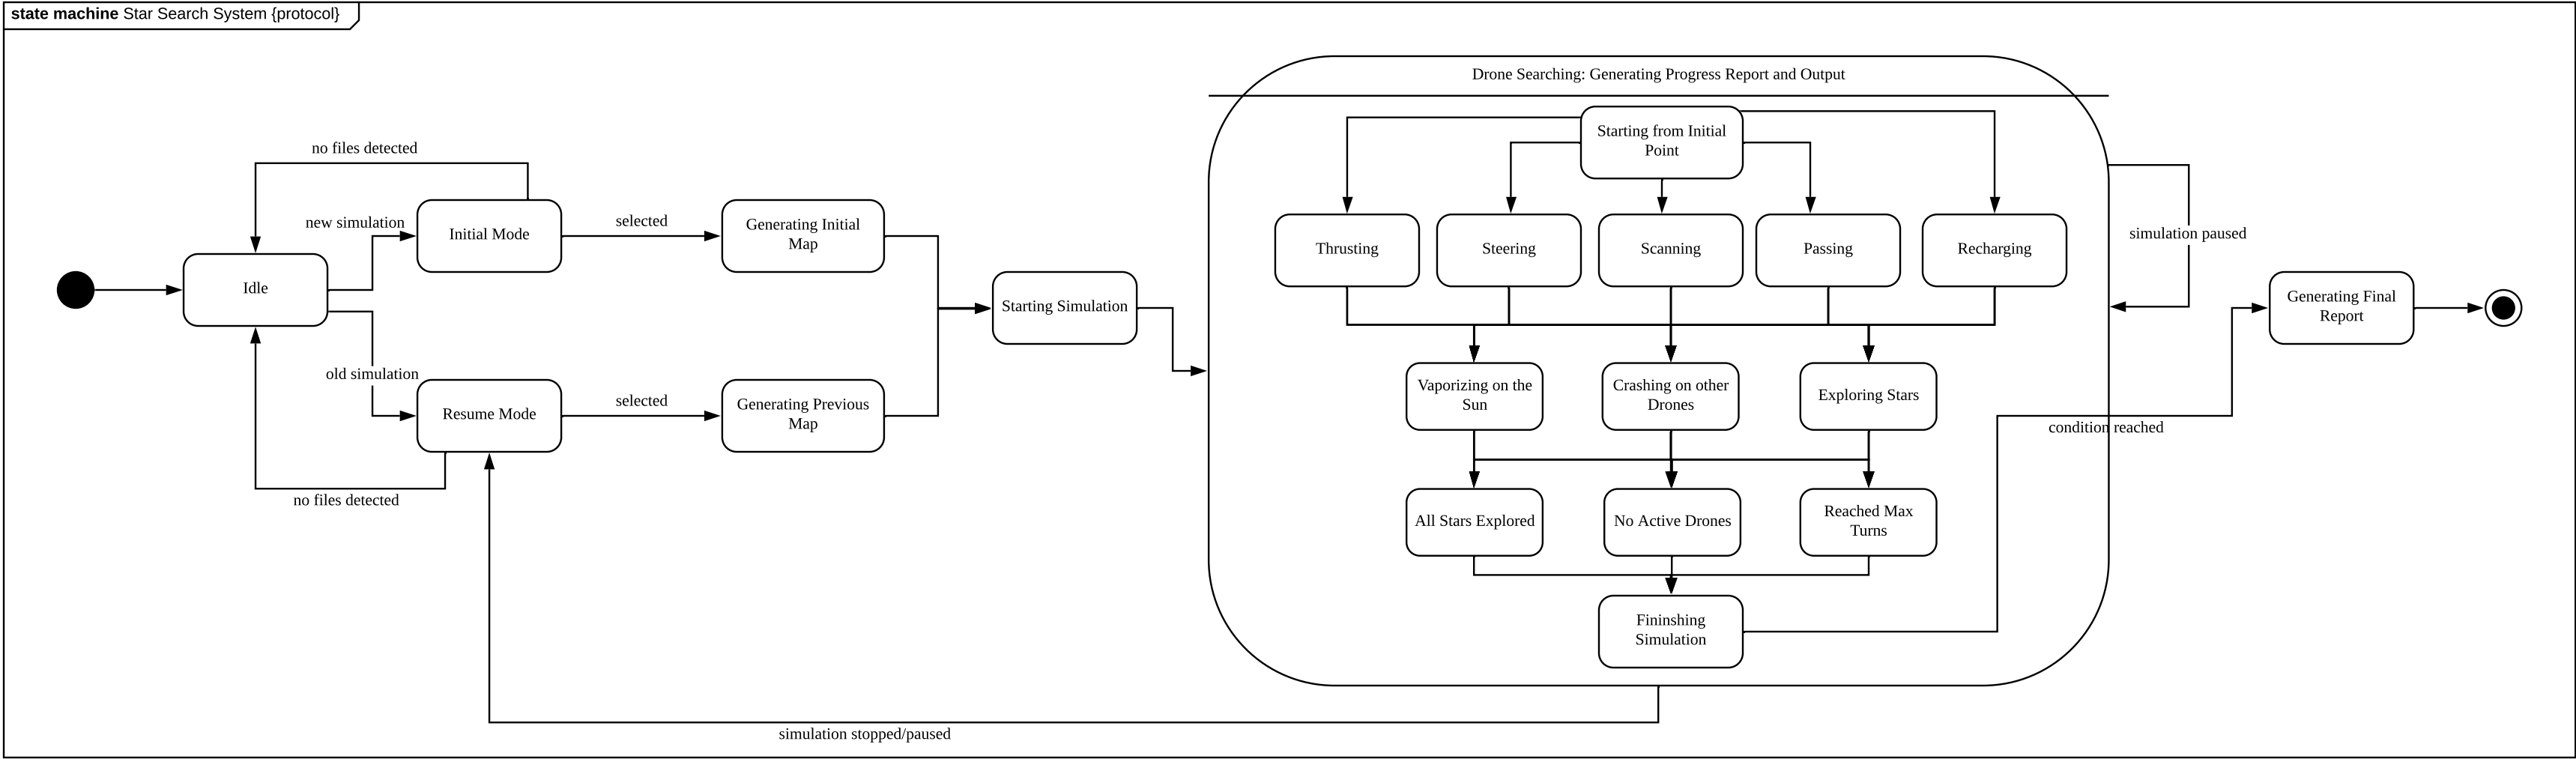 state machine Star Search System {protocol}
Drone Searching: Generating Progress Report and Output
Starting from Initial
Point
no files detected
new simulation
Initial Mode
selected
Generating Initial
Map
Thrusting
Steering
Scanning
Passing
Recharging
simulation paused
Idle
Starting Simulation
Generating Final
Report
old simulation
Resume Mode
selected
Generating Previous
Map
Vaporizing on the
Sun
Crashing on other
Drones
Exploring Stars
condition reached
no files detected
All Stars Explored
No Active Drones
Reached Max
Turns
Fininshing
Simulation
simulation stopped/paused